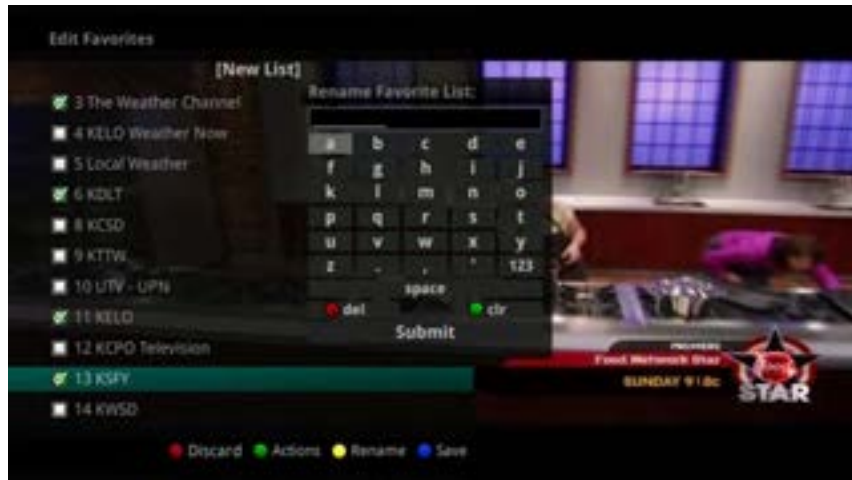 Edit Favorites
[New List]
3 The Weather Channel
4 KELO Weather Now
5 Local Weather
6 KDLT
8 KCSD
9 KTTW
10 UTV - UPN
11 KELO
12 KCPO Television
13 KSFY
14 KWSD
Rename Favorite List:
a b c d e
f g h i j
k l m n o
p q r s t
u v w x y
z . , ' 123
space
del clr
Submit
Food Network Star
SUNDAY 9|8c
STAR
Discard Actions Rename Save